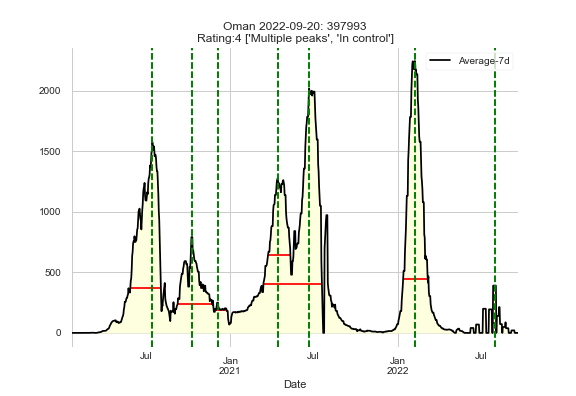 Oman 2022-09-20: 397993
Rating:4 ['Multiple peaks', 'In control']
Average-7d
2000
1500
1000
500
0
Jul
Jan
2021
Jul
Jan
2022
Jul
Date